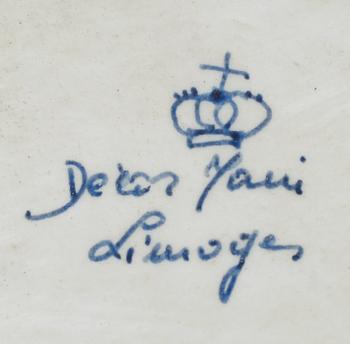 Decor Main
Limoges